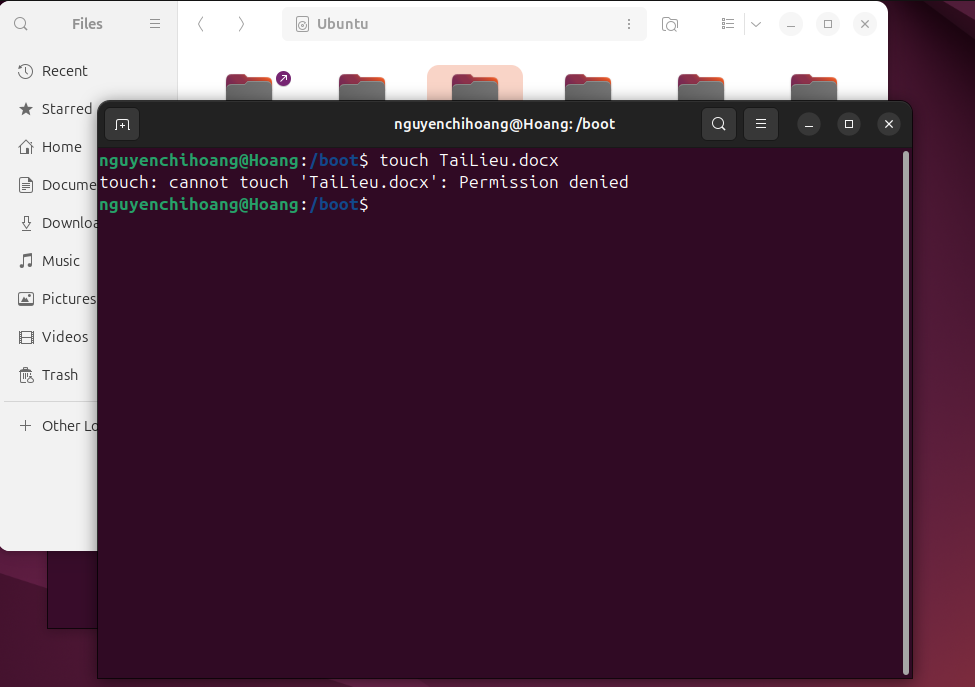 Files
Ubuntu
Recent
Starred
Home
Docume
Downloa
Music
Pictures
Videos
Trash
Other Lo
nguyenchihoang@Hoang: /boot
nguyenchihoang@Hoang:/boot$ touch TaiLieu.docx
touch: cannot touch 'TaiLieu.docx': Permission denied
nguyenchihoang@Hoang:/boot$